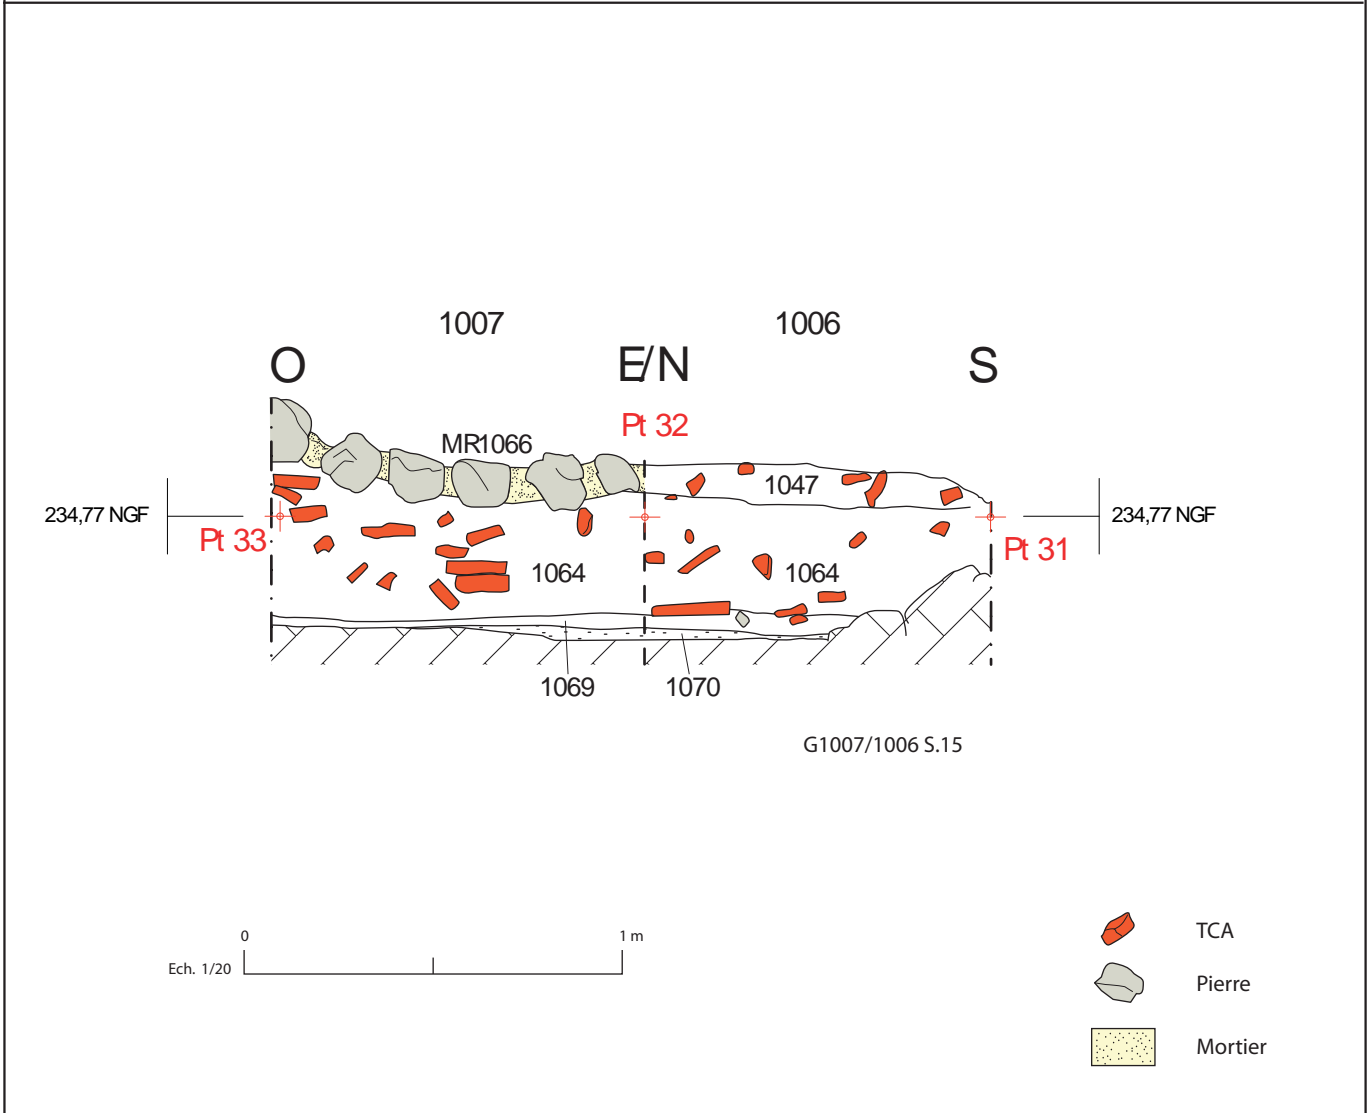 1007 1006
O E/N S
Pt 32
MR1066
1047
234,77 NGF 234,77 NGF
Pt 33 Pt 31
1064 1064
1069 1070
G1007/1006 S.15
0 1 m
Ech. 1/20
TCA
Pierre
Mortier